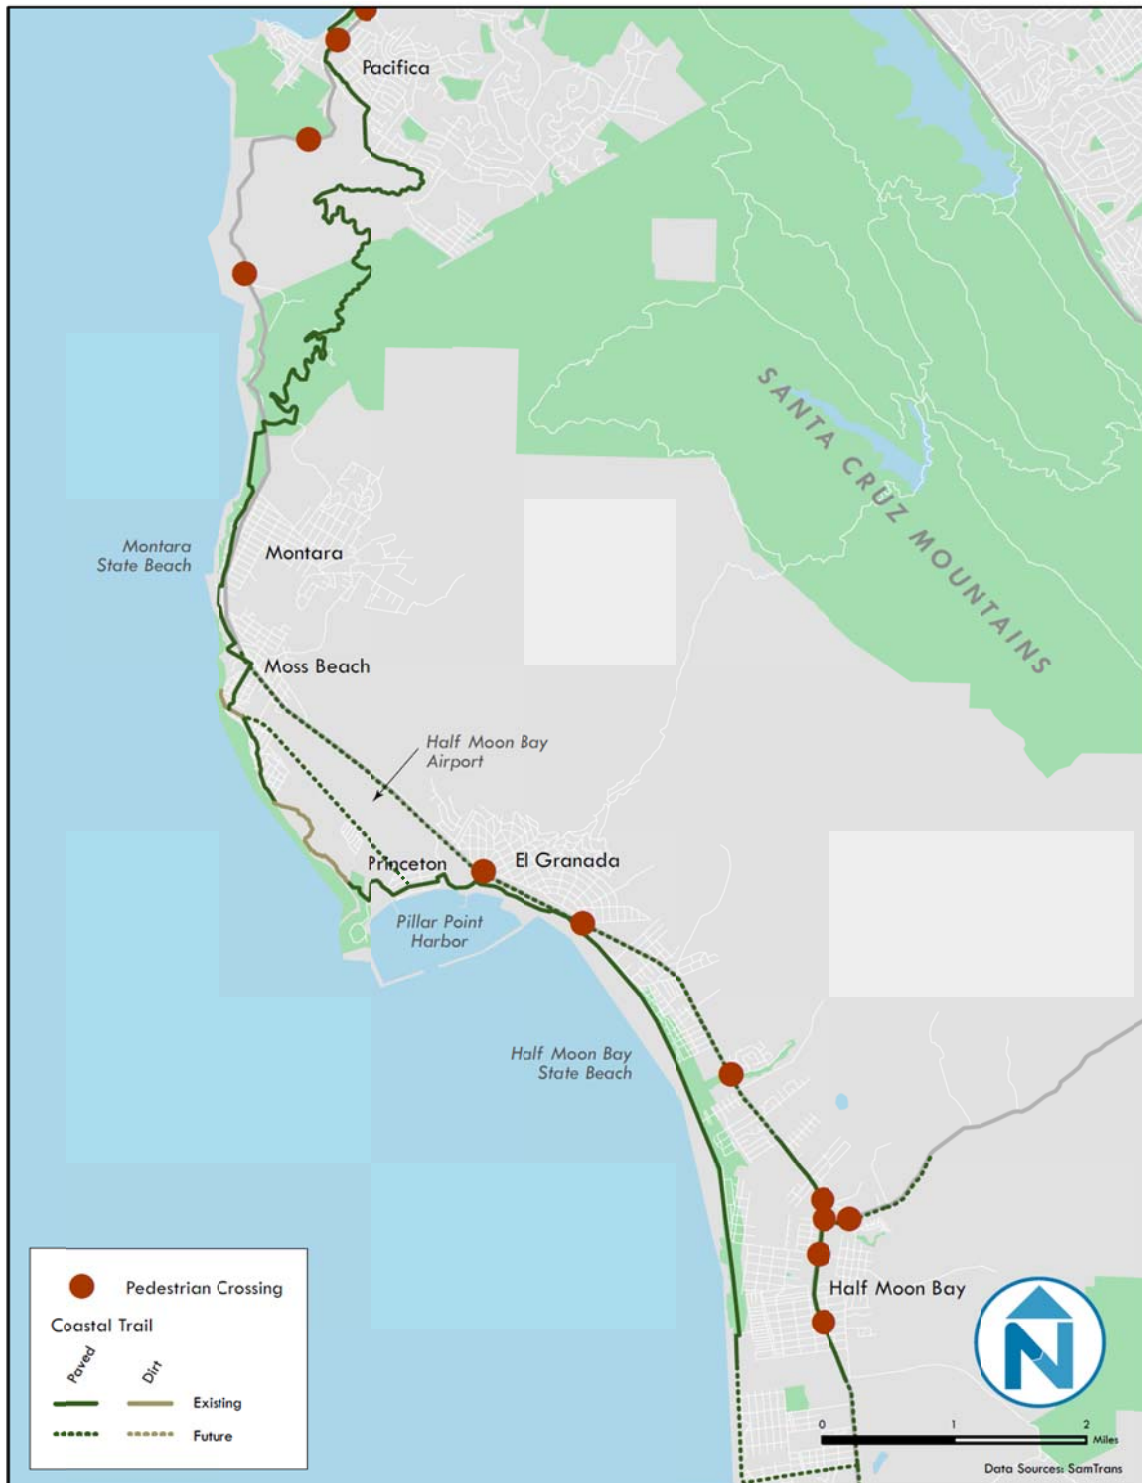 Pacifica
SANTA CRUZ MOUNTAINS
Montara
State Beach
Montara
Moss Beach
Half Moon Bay
Airport
Princeton
El Granada
Pillar Point
Harbor
Half Moon Bay
State Beach
Half Moon Bay
Pedestrian Crossing
Coastal Trail
Paved
Dirt
Existing
Future
N
0 1 2
Miles
Data Sources: SamTrans